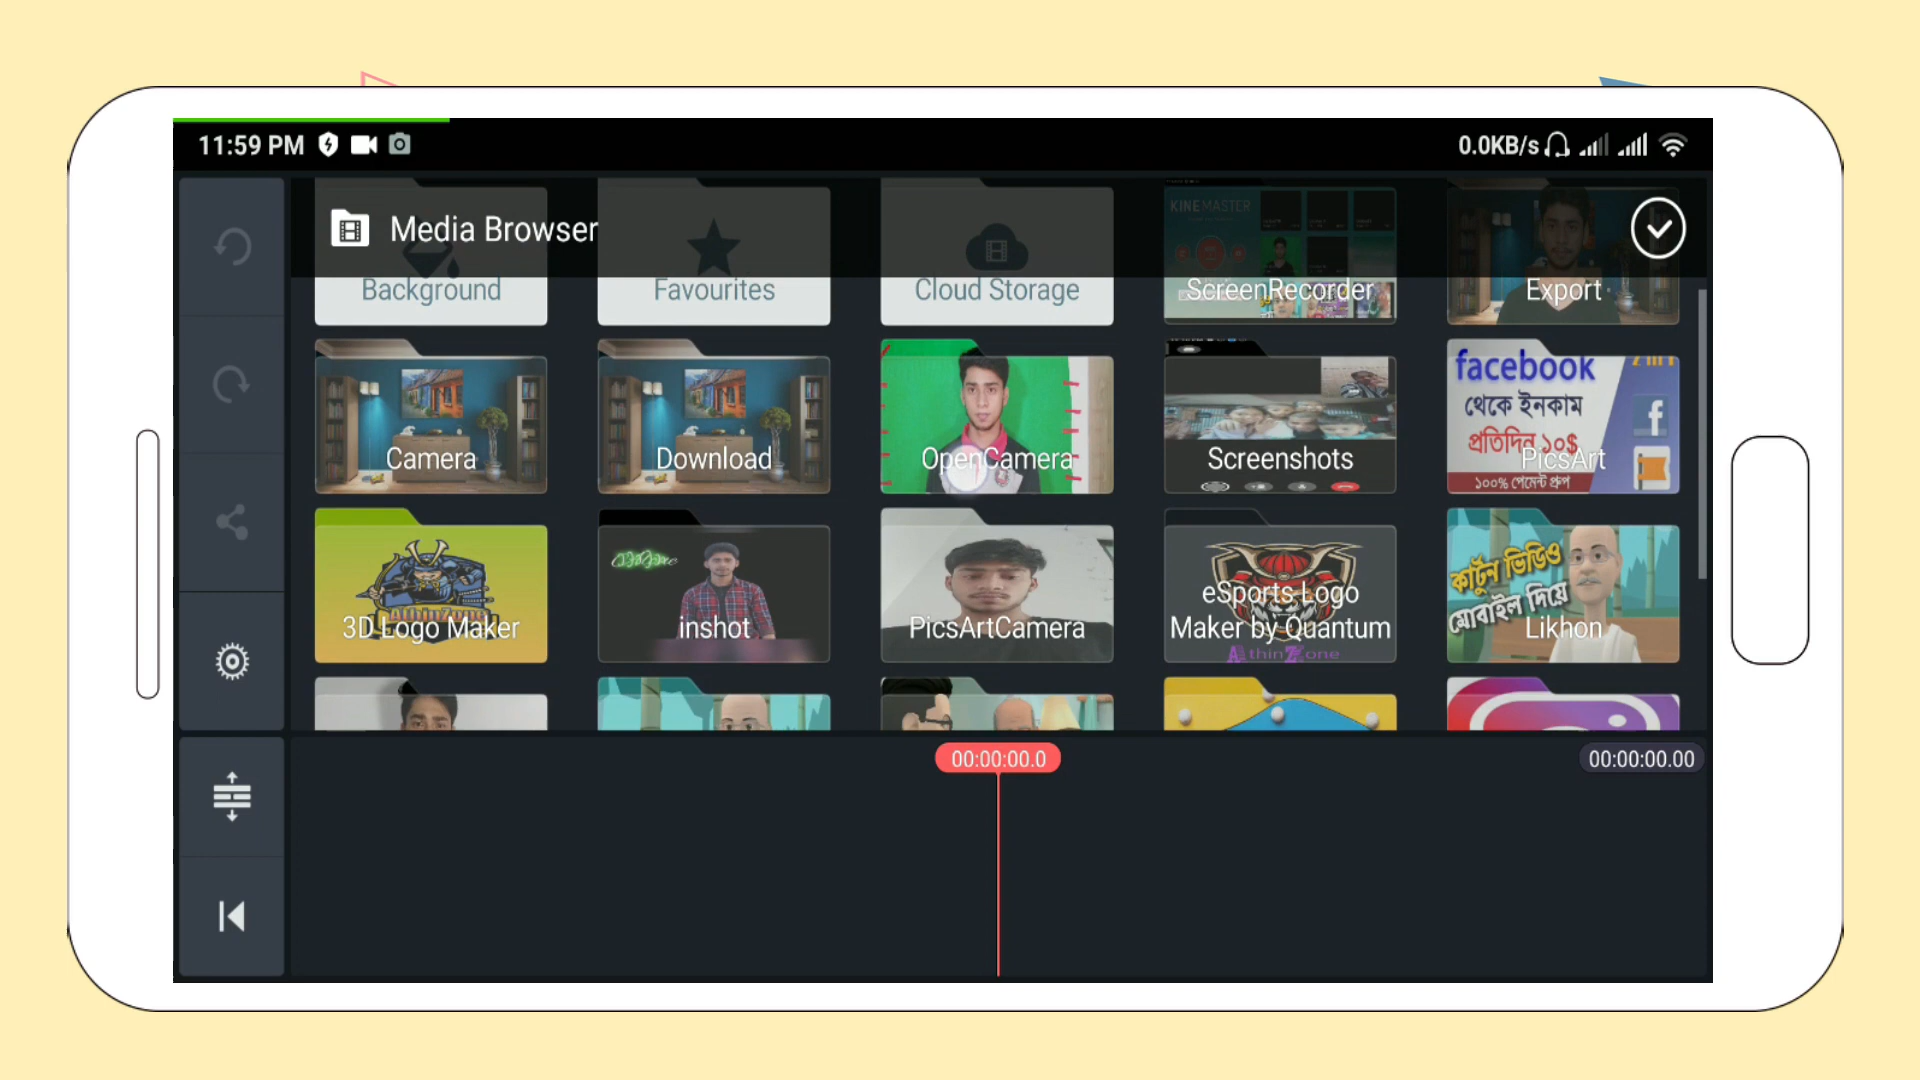 11:59 PM
0.0KB/s
Media Browser
KINEMASTER
Background
Favourites
Cloud Storage
ScreenRecorder
Export
facebook
থেকে ইনকাম
প্রতিদিন ১০$
১০০% পেমেন্ট প্রুপ
Camera
Download
OpenCamera
Screenshots
PicsArt
কার্টুন ভিডিও
মোবাইল দিয়ে
3D Logo Maker
inshot
PicsArtCamera
eSports Logo
Maker by Quantum
Likhon
AthinZone
AthinZone
00:00:00.0
00:00:00.00